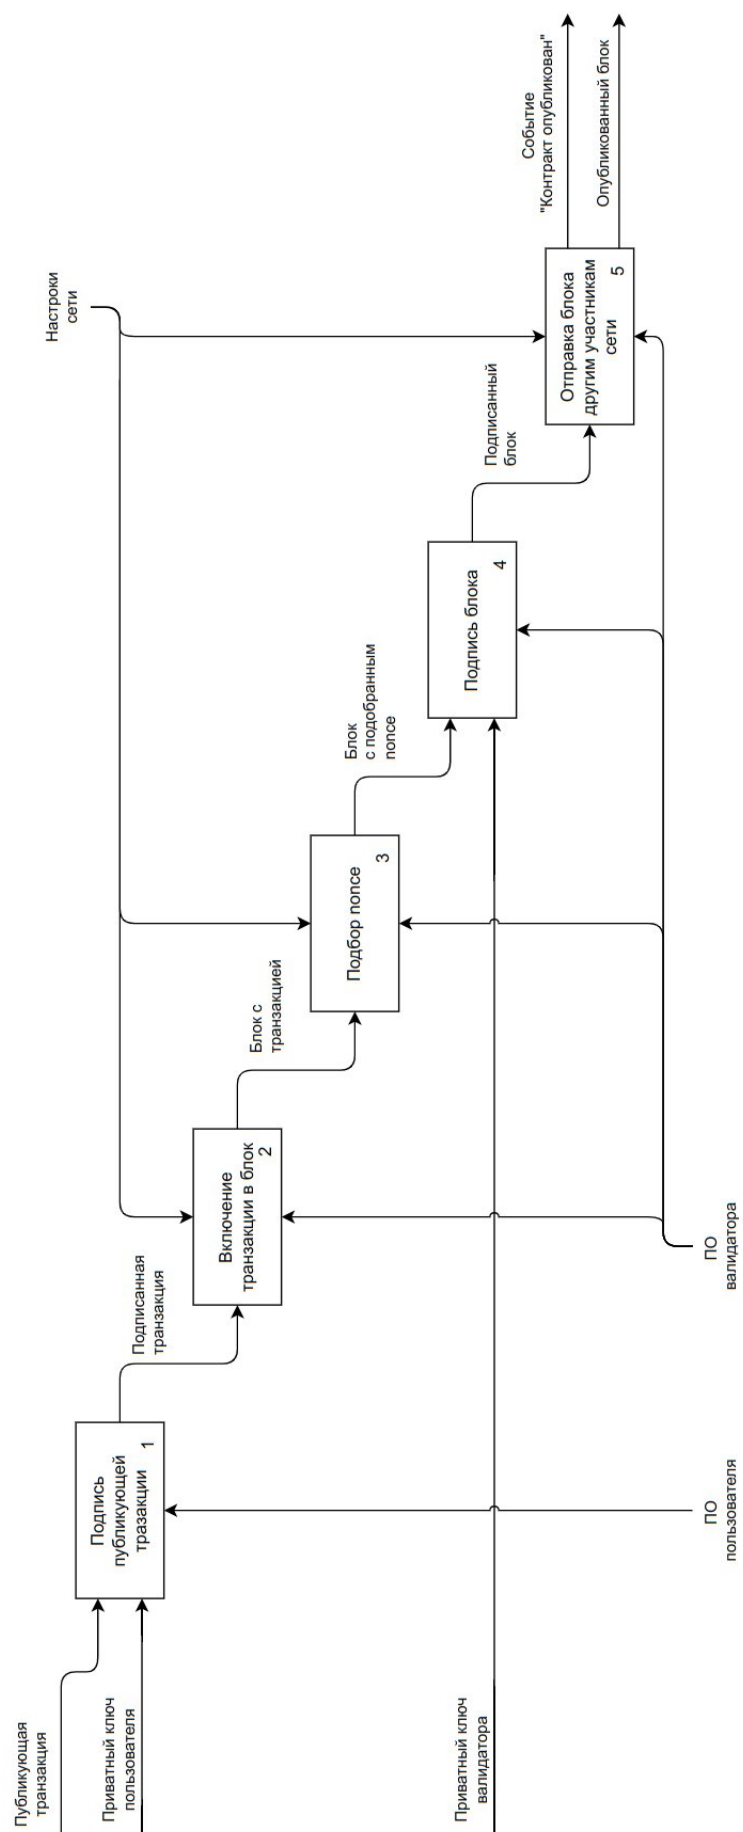 Настроки
сети
Событие
"Контракт опубликован"
Опубликованный блок
Публикующая
транзакция
Приватный ключ
пользователя
Подпись
публикующей
тразакции
1
Подписанная
транзакция
Включение
транзакции в блок
2
Блок с
транзакцией
Подбор nonce
3
Блок
с подобранным
nonce
Приватный ключ
валидатора
Подпись блока
4
Подписанный
блок
Отправка блока
другим участникам
сети
5
ПО
пользователя
ПО
валидатора